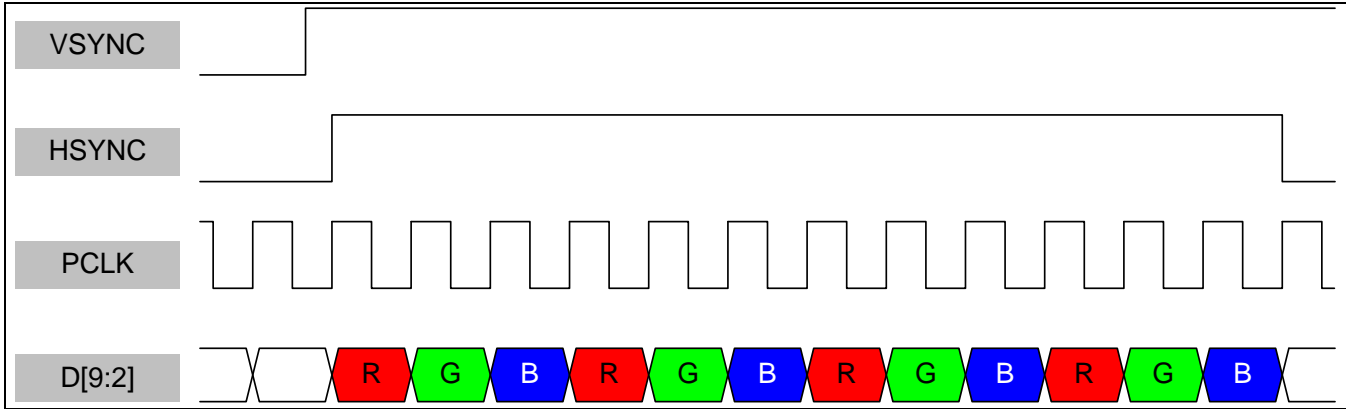 VSYNC
HSYNC
PCLK
D[9:2] R G B R G B R G B R G B